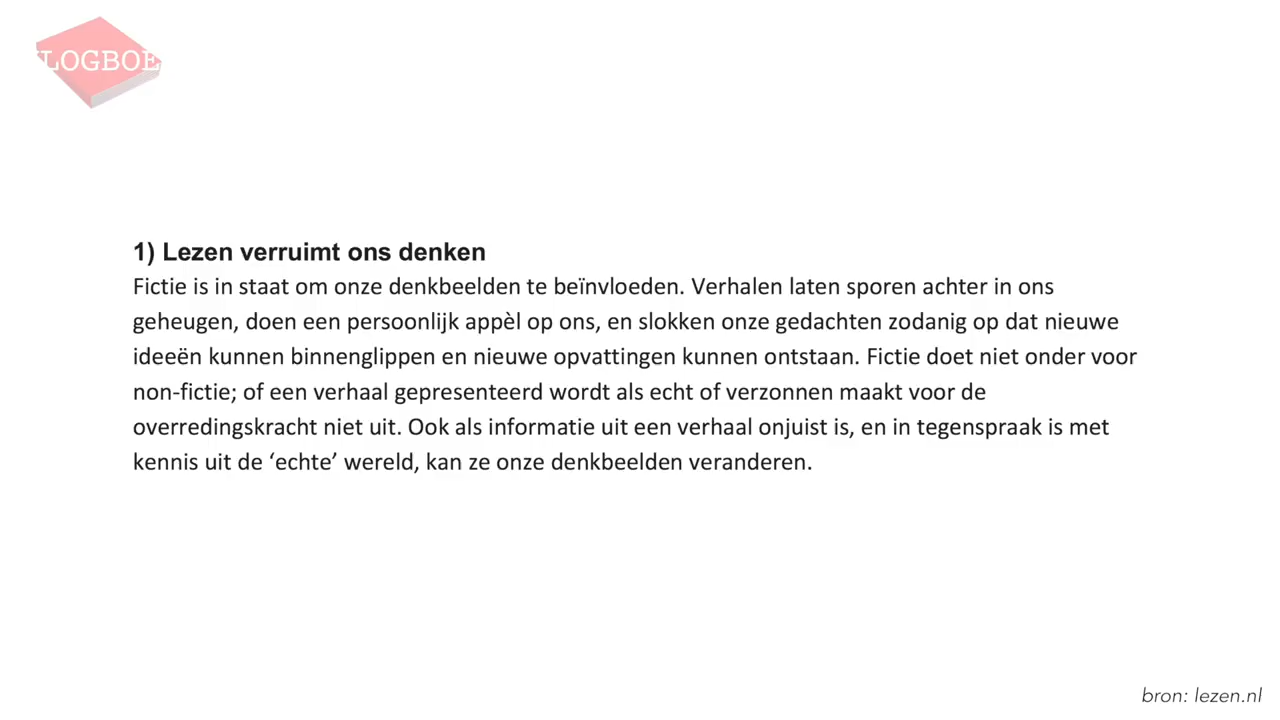 VLOGBOE
1) Lezen verruimt ons denken
Fictie is in staat om onze denkbeelden te beïnvloeden. Verhalen laten sporen achter in ons
geheugen, doen een persoonlijk appèl op ons, en slokken onze gedachten zodanig op dat nieuwe
ideeën kunnen binnenglippen en nieuwe opvattingen kunnen ontstaan. Fictie doet niet onder voor
non-fictie; of een verhaal gepresenteerd wordt als echt of verzonnen maakt voor de
overredingskracht niet uit. Ook als informatie uit een verhaal onjuist is, en in tegenspraak is met
kennis uit de ‘echte’ wereld, kan ze onze denkbeelden veranderen.
bron: lezen.nl